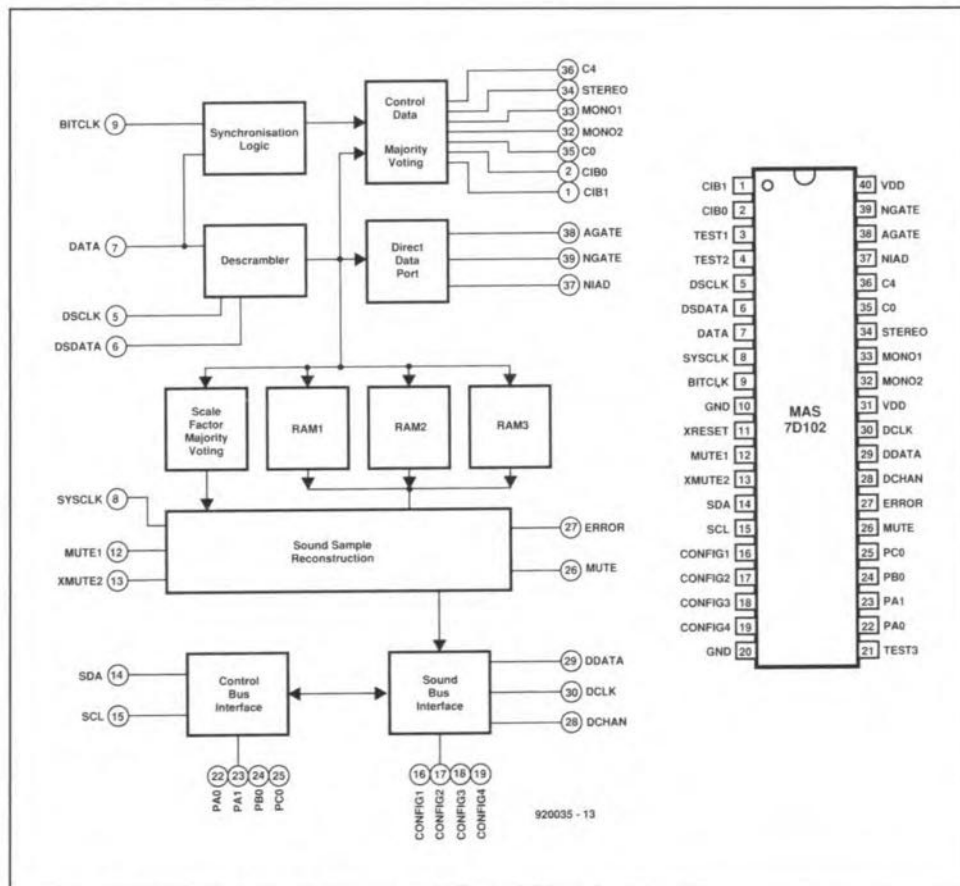 BITCLK 9
Synchronisation
Logic
Control
Data
Majority
Voting
36 C4
34 STEREO
33 MONO1
32 MONO2
35 C0
2 CIB0
1 CIB1
DATA 7
Descrambler
Direct
Data
Port
38 AGATE
39 NGATE
37 NIAD
DSCLK 5
DSDATA 6
Scale
Factor
Majority
Voting
RAM1
RAM2
RAM3
SYSCLK 8
MUTE1 12
XMUTE2 13
Sound Sample
Reconstruction
27 ERROR
26 MUTE
SDA 14
SCL 15
Control
Bus
Interface
Sound
Bus
Interface
29 DDATA
30 DCLK
28 DCHAN
22 23 24 25
PA0 PA1 PB0 PC0
16 17 18 19
CONFIG1 CONFIG2 CONFIG3 CONFIG4
920035 - 13
MAS
7D102
CIB1 1
CIB0 2
TEST1 3
TEST2 4
DSCLK 5
DSDATA 6
DATA 7
SYSCLK 8
BITCLK 9
GND 10
XRESET 11
MUTE1 12
XMUTE2 13
SDA 14
SCL 15
CONFIG1 16
CONFIG2 17
CONFIG3 18
CONFIG4 19
GND 20
40 VDD
39 NGATE
38 AGATE
37 NIAD
36 C4
35 C0
34 STEREO
33 MONO1
32 MONO2
31 VDD
30 DCLK
29 DDATA
28 DCHAN
27 ERROR
26 MUTE
25 PC0
24 PB0
23 PA1
22 PA0
21 TEST3